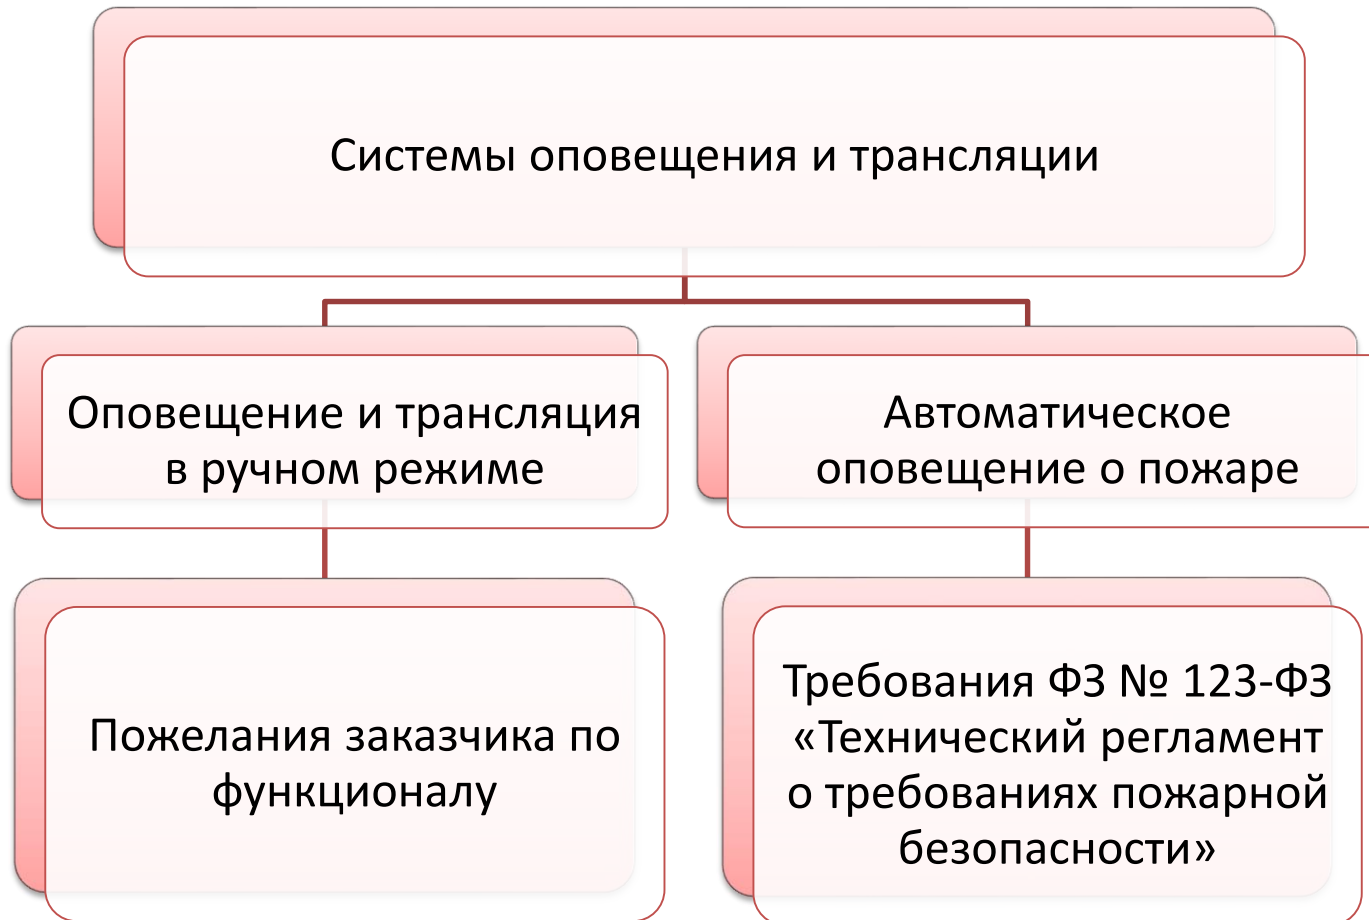 Системы оповещения и трансляции
Оповещение и трансляция
в ручном режиме
Автоматическое
оповещение о пожаре
Пожелания заказчика по
функционалу
Требования ФЗ № 123-ФЗ
«Технический регламент
о требованиях пожарной
безопасности»